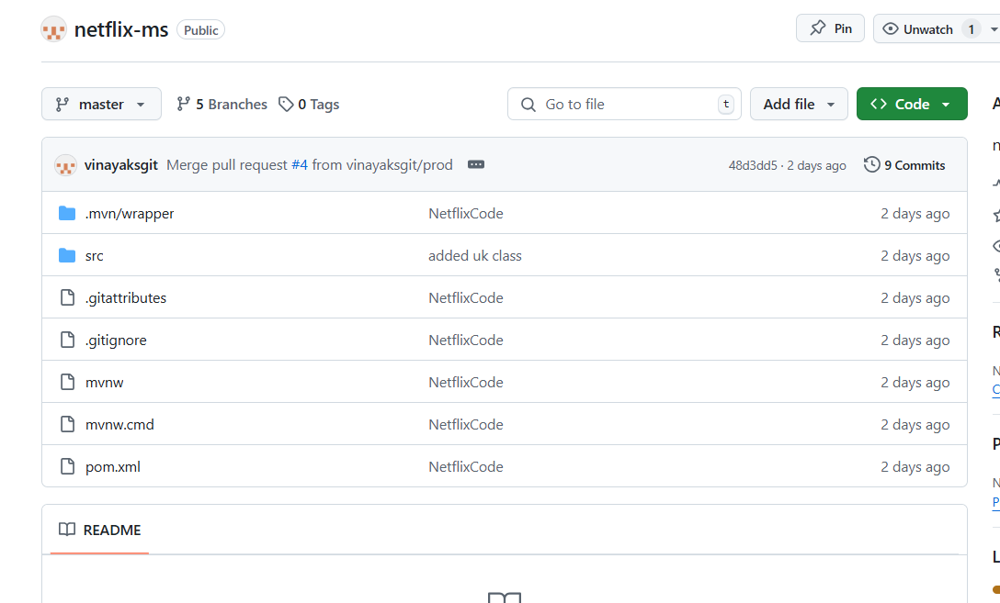 netflix-ms Public Pin Unwatch 1
master 5 Branches 0 Tags Go to file t Add file Code
vinayaksgit Merge pull request #4 from vinayaksgit/prod 48d3dd5 · 2 days ago 9 Commits
.mvn/wrapper NetflixCode 2 days ago
src added uk class 2 days ago
.gitattributes NetflixCode 2 days ago
.gitignore NetflixCode 2 days ago
mvnw NetflixCode 2 days ago
mvnw.cmd NetflixCode 2 days ago
pom.xml NetflixCode 2 days ago
README